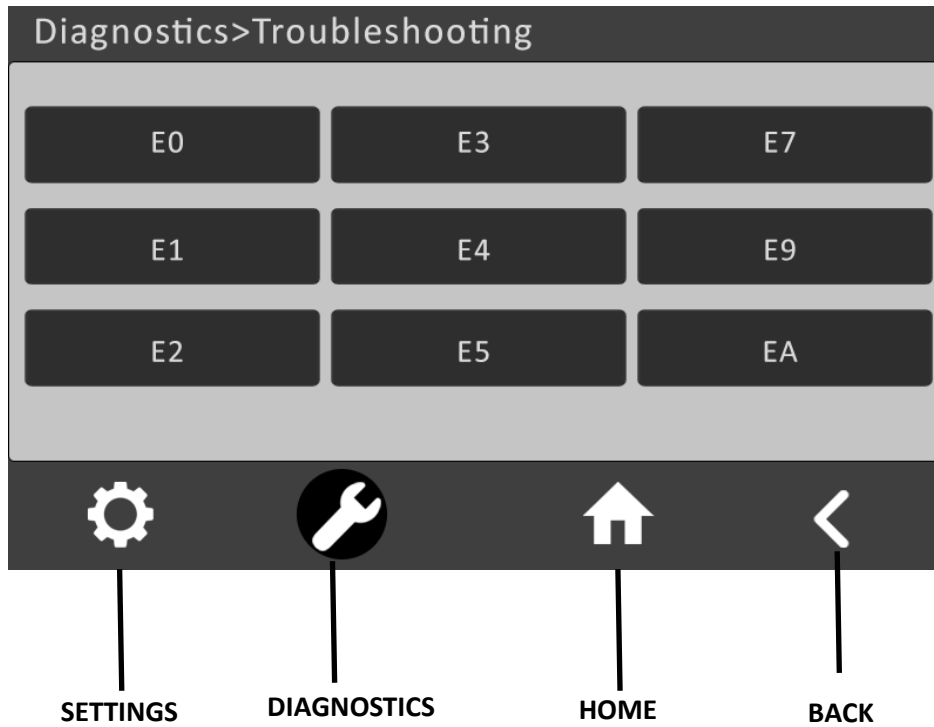 Diagnostics>Troubleshooting
E0 E3 E7
E1 E4 E9
E2 E5 EA
SETTINGS DIAGNOSTICS HOME BACK